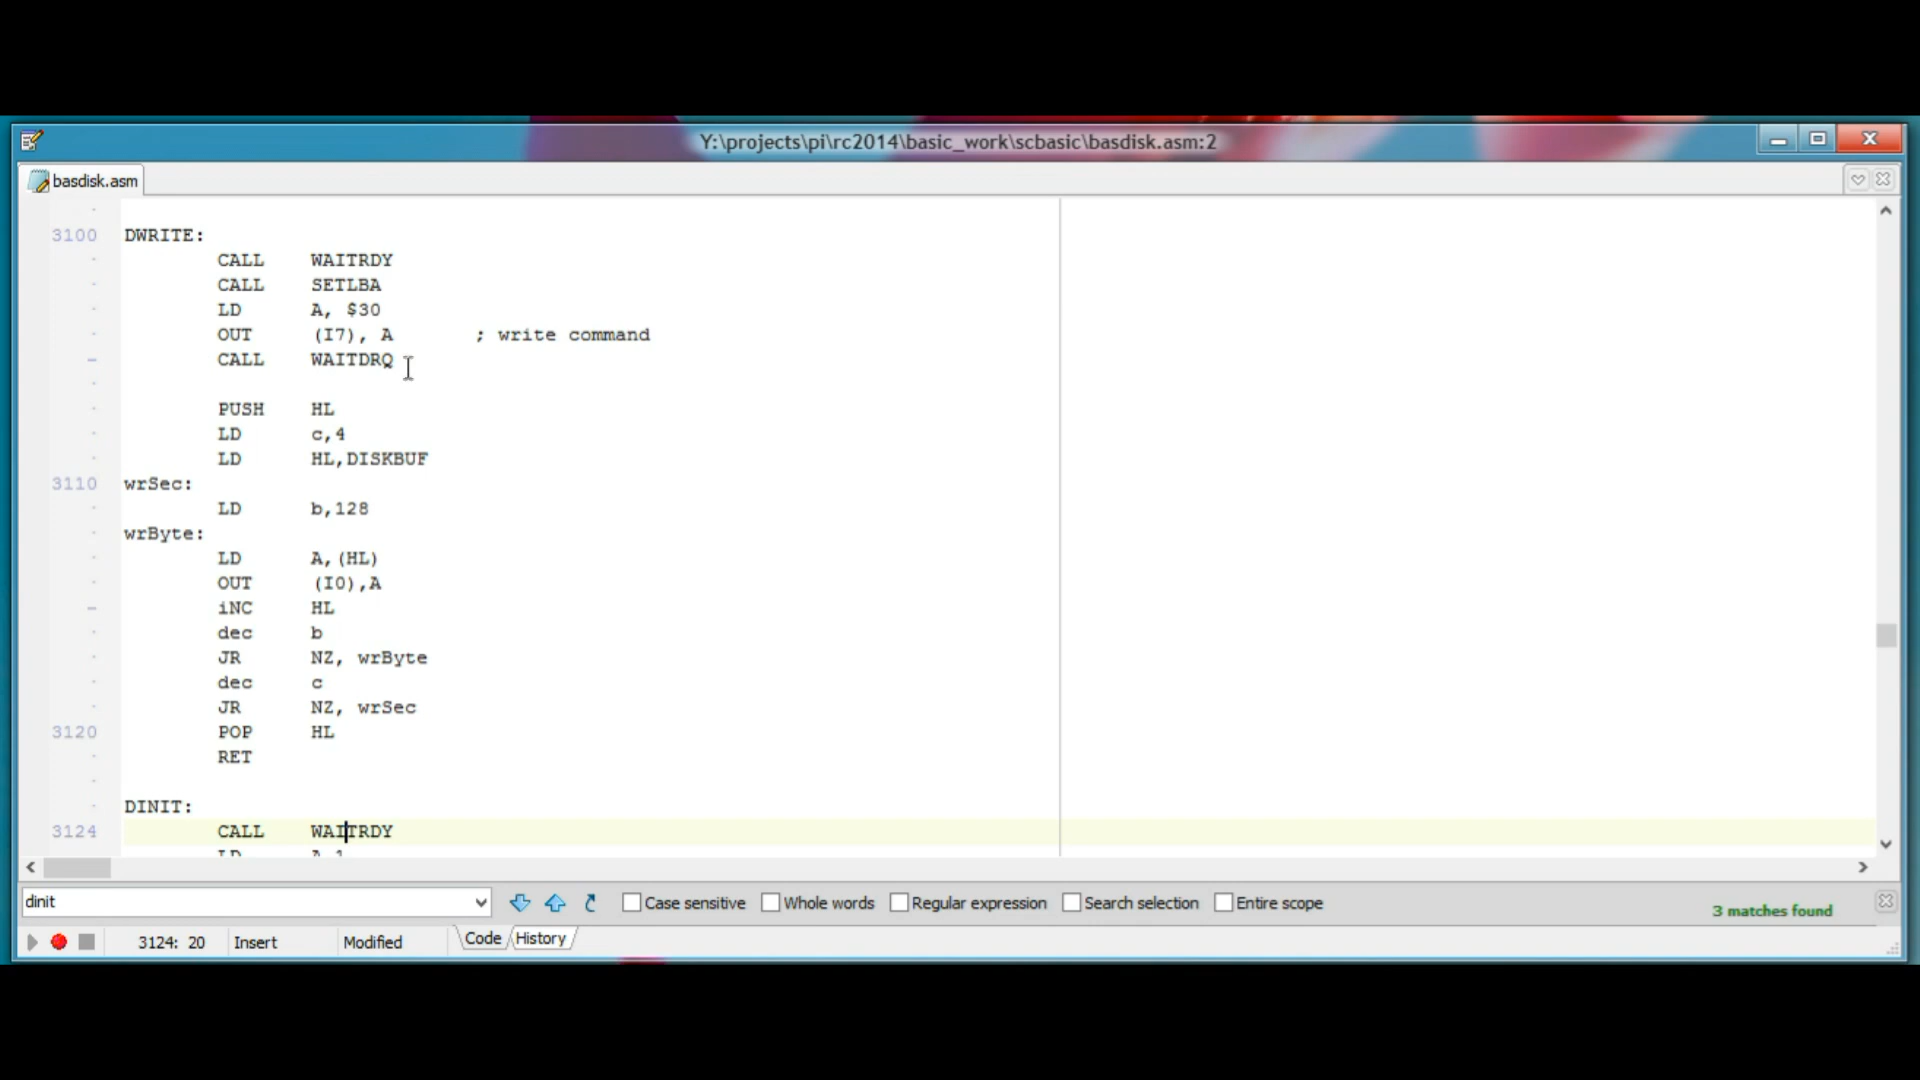 Y:\projects\pi\rc2014\basic_work\scbasic\basdisk.asm:2
basdisk.asm
3100 DWRITE:
CALL WAITRDY
CALL SETLBA
LD A, $30
OUT (I7), A ; write command
CALL WAITDRQ
PUSH HL
LD c,4
LD HL,DISKBUF
3110 wrSec:
LD b,128
wrByte:
LD A,(HL)
OUT (I0),A
iNC HL
dec b
JR NZ, wrByte
dec c
JR NZ, wrSec
3120 POP HL
RET
DINIT:
3124 CALL WAITRDY
LD A,1
dinit Case sensitive Whole words Regular expression Search selection Entire scope 3 matches found
3124: 20 Insert Modified Code History